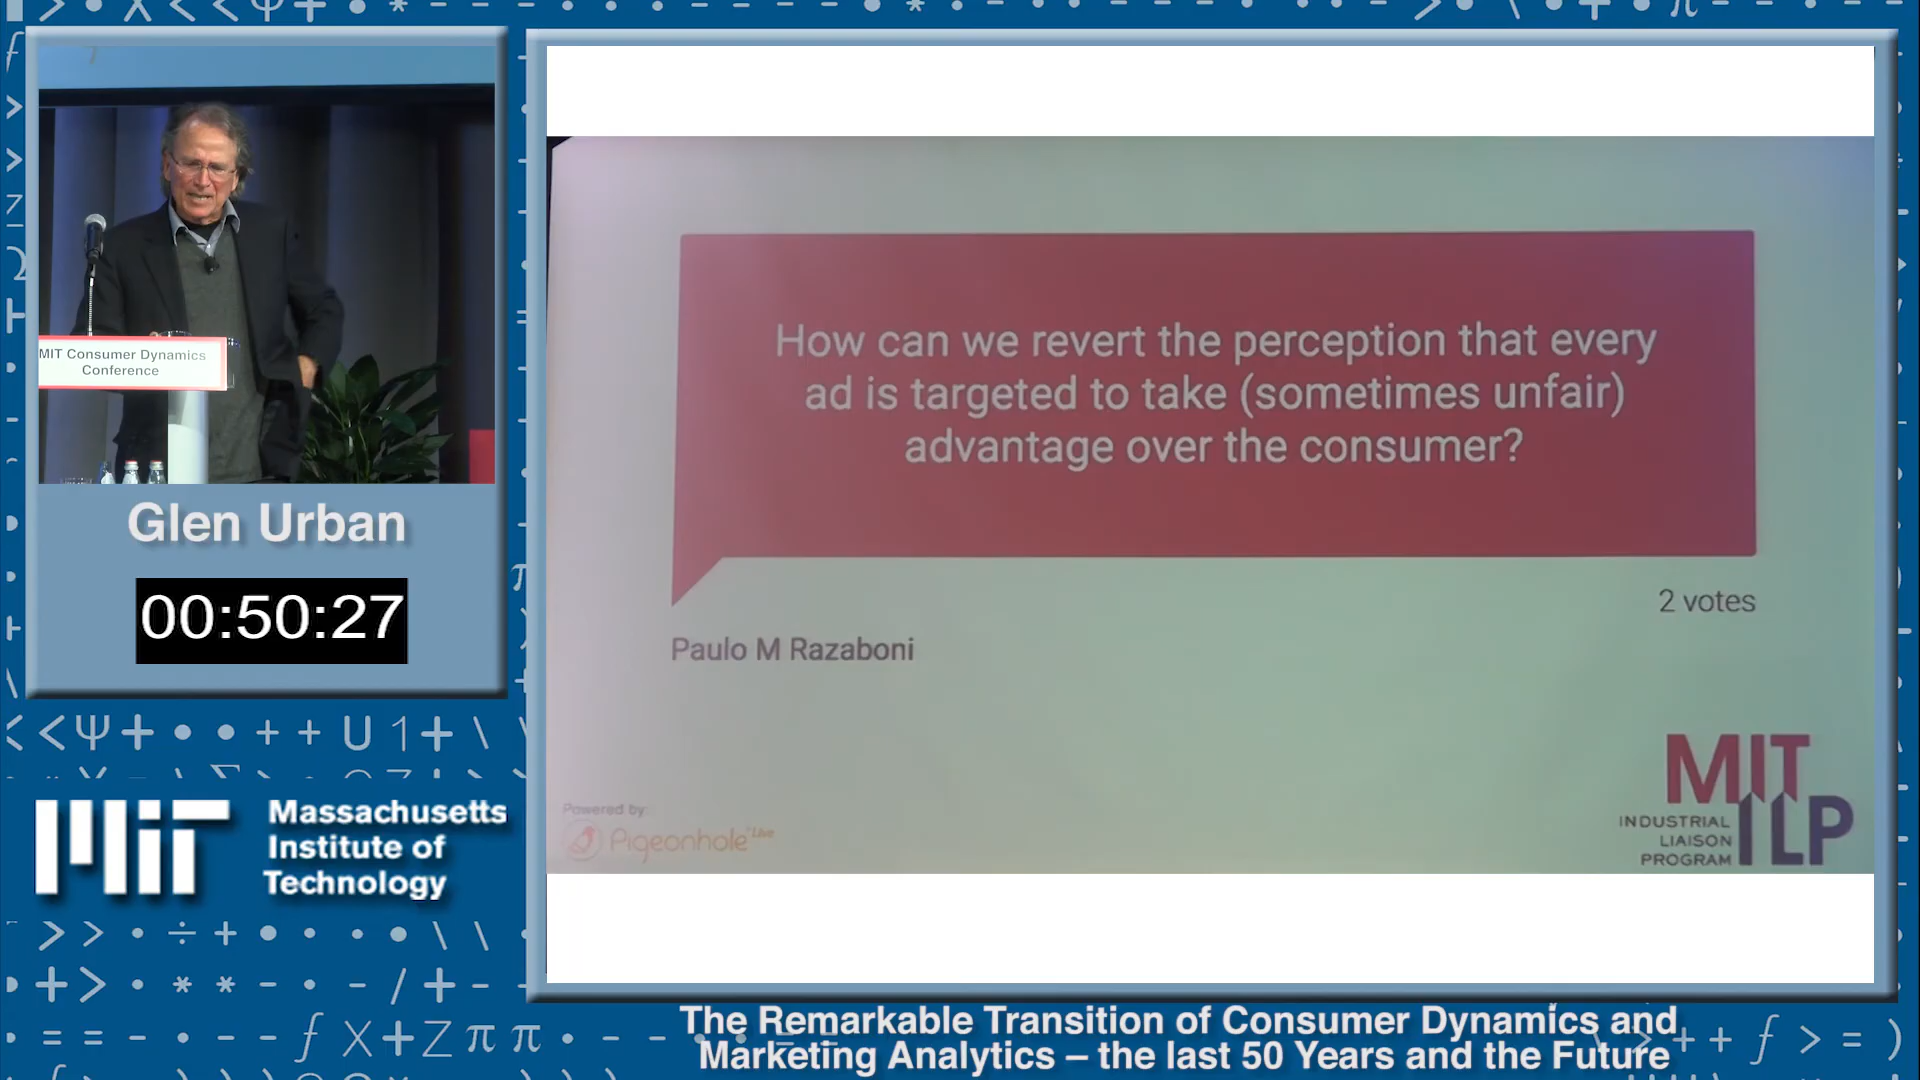 MIT Consumer Dynamics
Conference
Glen Urban
00:50:27
Massachusetts
Institute of
Technology
How can we revert the perception that every
ad is targeted to take (sometimes unfair)
advantage over the consumer?
2 votes
Paulo M Razaboni
Powered by:
Pigeonhole Live
MIT
ILP
INDUSTRIAL
LIAISON
PROGRAM
The Remarkable Transition of Consumer Dynamics and
Marketing Analytics – the last 50 Years and the Future